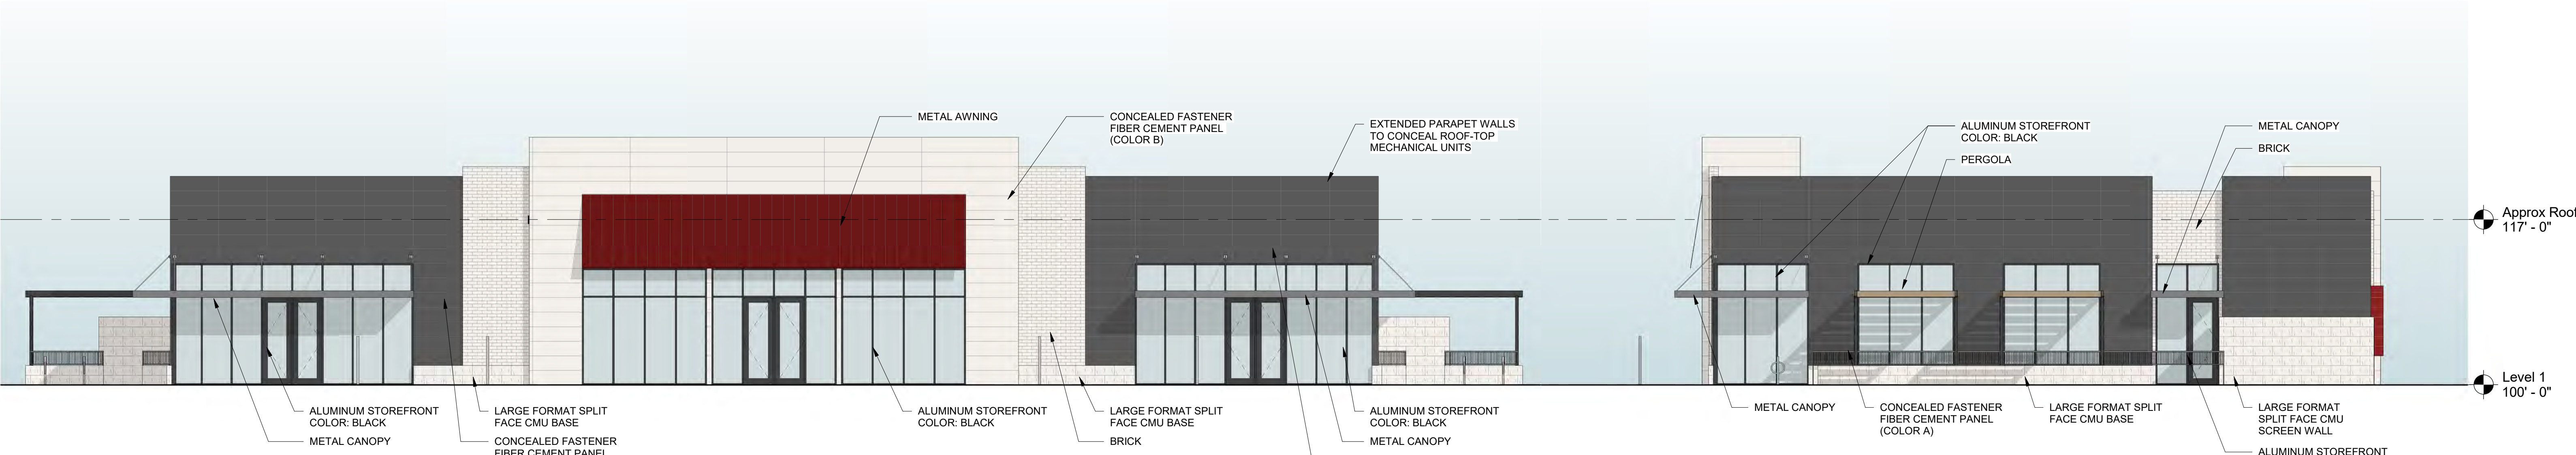 METAL AWNING
CONCEALED FASTENER
FIBER CEMENT PANEL
(COLOR B)
EXTENDED PARAPET WALLS
TO CONCEAL ROOF-TOP
MECHANICAL UNITS
ALUMINUM STOREFRONT
COLOR: BLACK
PERGOLA
METAL CANOPY
BRICK
Approx Roof
117' - 0"
Level 1
100' - 0"
ALUMINUM STOREFRONT
COLOR: BLACK
METAL CANOPY
LARGE FORMAT SPLIT
FACE CMU BASE
CONCEALED FASTENER
FIBER CEMENT PANEL
ALUMINUM STOREFRONT
COLOR: BLACK
LARGE FORMAT SPLIT
FACE CMU BASE
BRICK
ALUMINUM STOREFRONT
COLOR: BLACK
METAL CANOPY
METAL CANOPY
CONCEALED FASTENER
FIBER CEMENT PANEL
(COLOR A)
LARGE FORMAT SPLIT
FACE CMU BASE
LARGE FORMAT
SPLIT FACE CMU
SCREEN WALL
ALUMINUM STOREFRONT